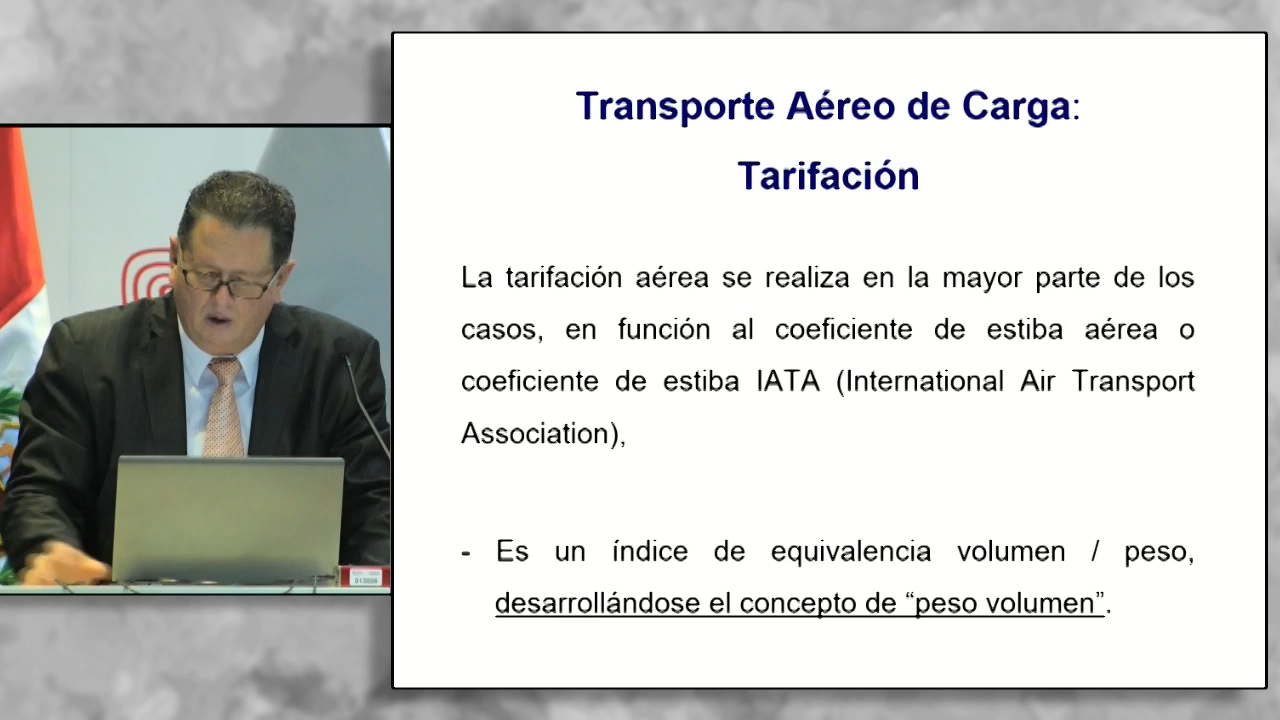 Transporte Aéreo de Carga:
Tarifación
La tarifación aérea se realiza en la mayor parte de los
casos, en función al coeficiente de estiba aérea o
coeficiente de estiba IATA (International Air Transport
Association),
- Es un índice de equivalencia volumen / peso,
desarrollándose el concepto de “peso volumen”.